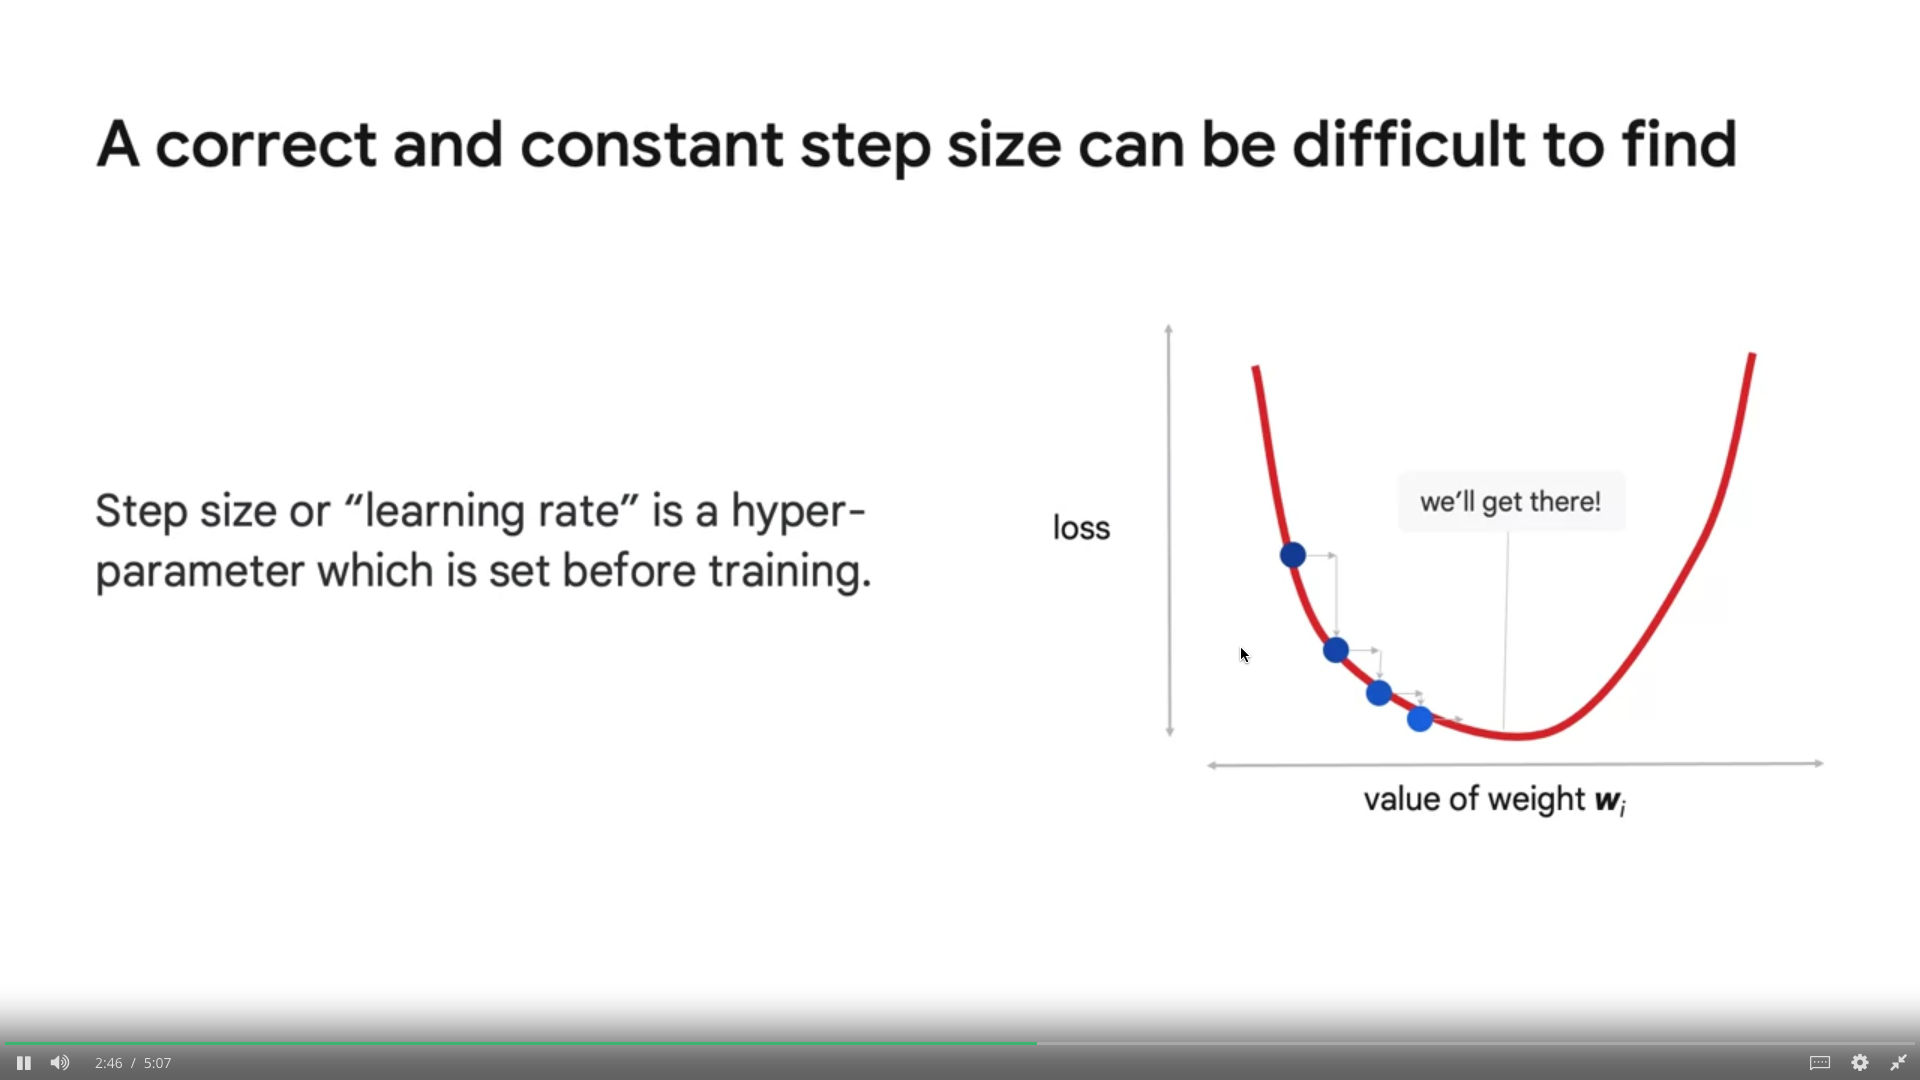 A correct and constant step size can be difficult to find
Step size or “learning rate” is a hyper-
parameter which is set before training.
loss
we’ll get there!
value of weight wᵢ
2:46 / 5:07